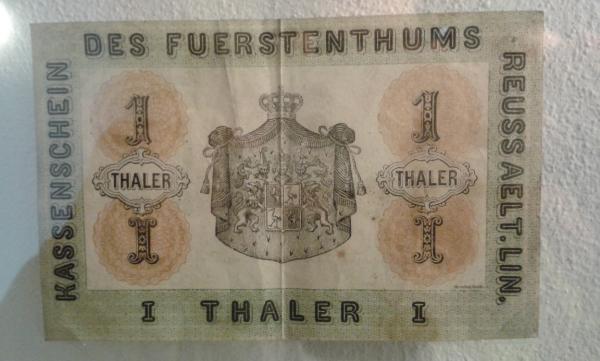 KASSENSCHEIN
DES FUERSTENTHUMS
REUSS AELT. LIN.
1
THALER
1
1
THALER
1
I THALER I